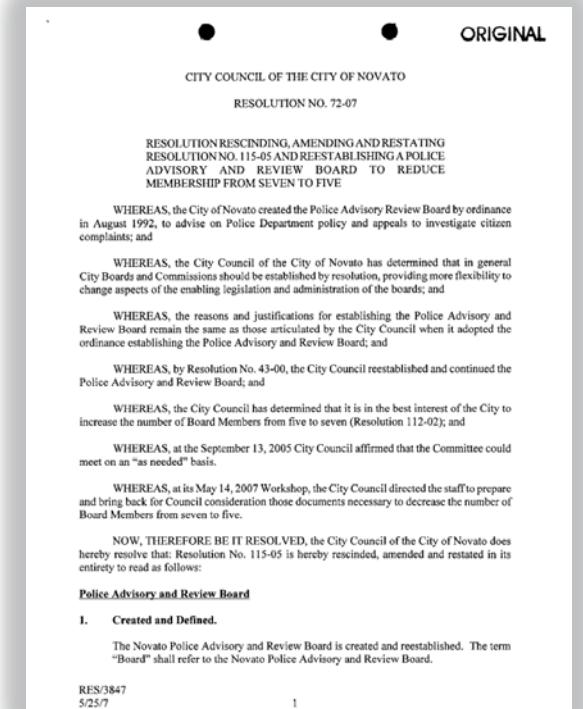 ORIGINAL
CITY COUNCIL OF THE CITY OF NOVATO
RESOLUTION NO. 72-07
RESOLUTION RESCINDING, AMENDING AND RESTATING
RESOLUTION NO. 115-05 AND REESTABLISHING A POLICE
ADVISORY AND REVIEW BOARD TO REDUCE
MEMBERSHIP FROM SEVEN TO FIVE
WHEREAS, the City of Novato created the Police Advisory Review Board by ordinance
in August 1992, to advise on Police Department policy and appeals to investigate citizen
complaints; and
WHEREAS, the City Council of the City of Novato has determined that in general
City Boards and Commissions should be established by resolution, providing more flexibility to
change aspects of the enabling legislation and administration of the boards; and
WHEREAS, the reasons and justifications for establishing the Police Advisory and
Review Board remain the same as those articulated by the City Council when it adopted the
ordinance establishing the Police Advisory and Review Board; and
WHEREAS, by Resolution No. 43-00, the City Council reestablished and continued the
Police Advisory and Review Board; and
WHEREAS, the City Council has determined that it is in the best interest of the City to
increase the number of Board Members from five to seven (Resolution 112-02); and
WHEREAS, at the September 13, 2005 City Council affirmed that the Committee could
meet on an “as needed” basis.
WHEREAS, at its May 14, 2007 Workshop, the City Council directed the staff to prepare
and bring back for Council consideration those documents necessary to decrease the number of
Board Members from seven to five.
NOW, THEREFORE BE IT RESOLVED, the City Council of the City of Novato does
hereby resolve that: Resolution No. 115-05 is hereby rescinded, amended and restated in its
entirety to read as follows:
Police Advisory and Review Board
1. Created and Defined.
The Novato Police Advisory and Review Board is created and reestablished. The term
“Board” shall refer to the Novato Police Advisory and Review Board.
RES/3847
5/25/7 1